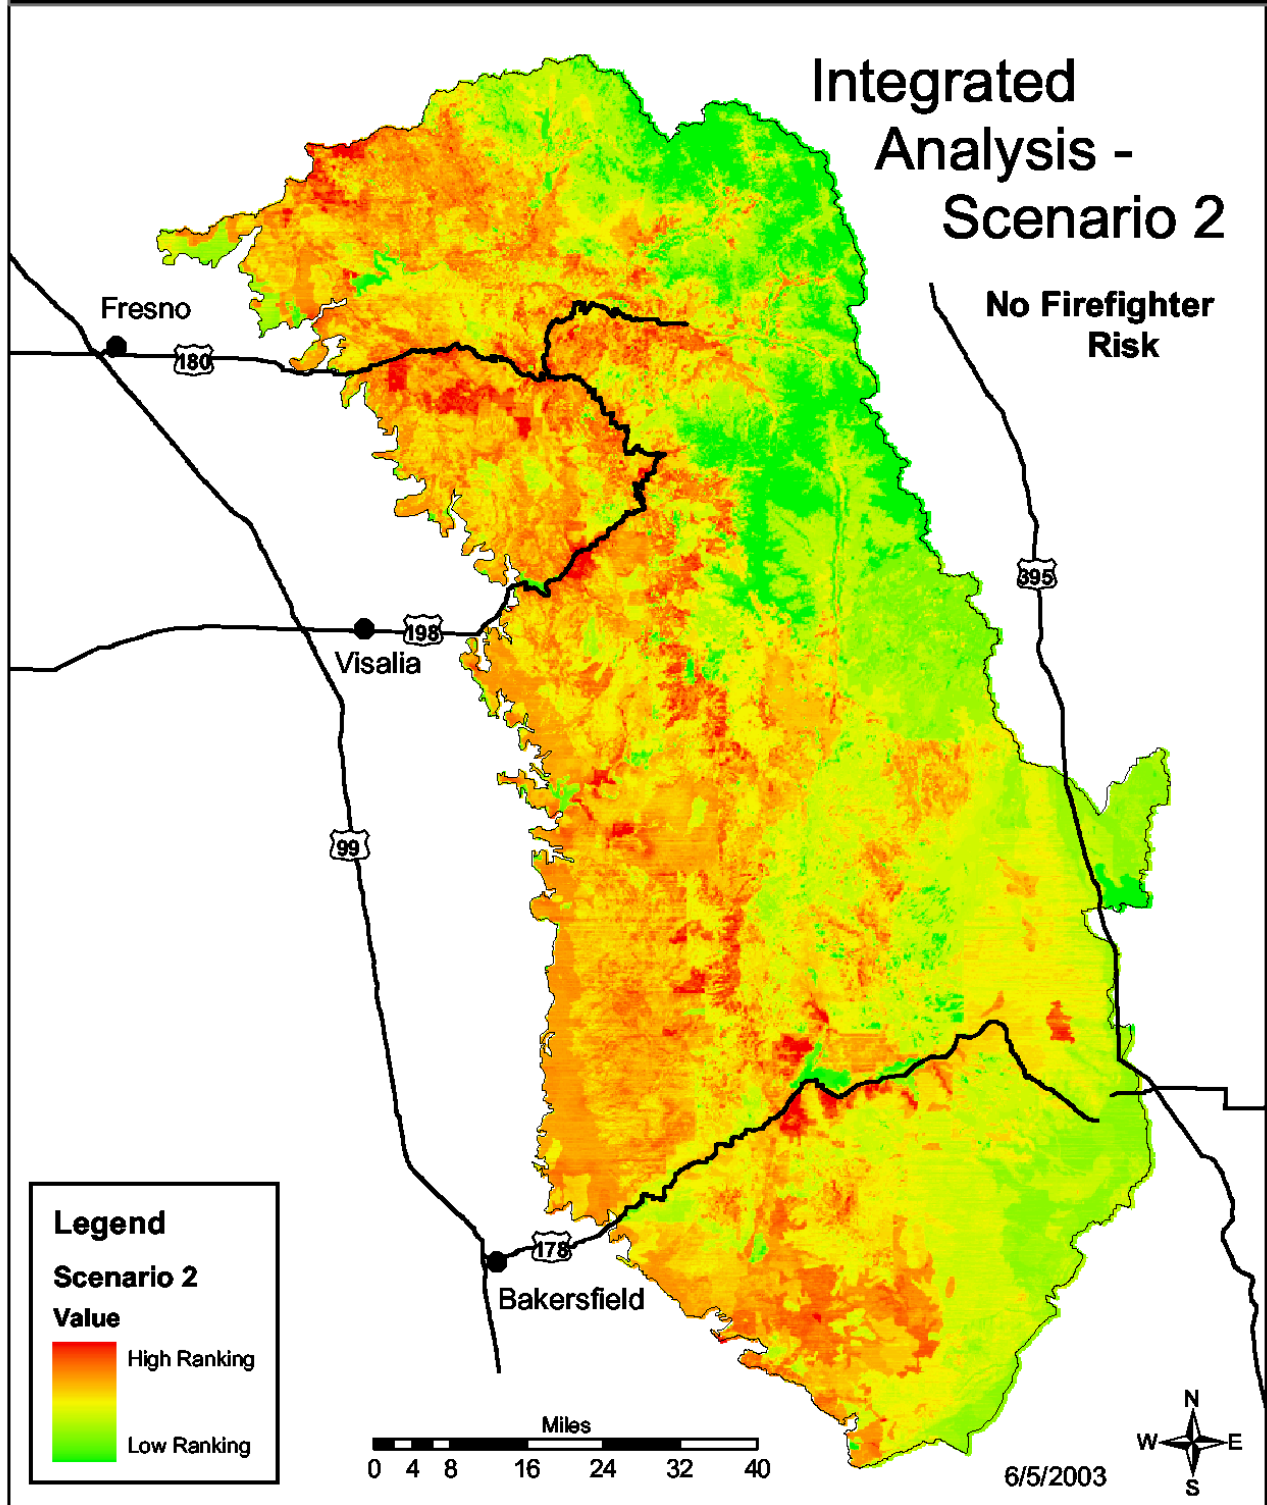 Integrated
Analysis -
Scenario 2
No Firefighter
Risk
Fresno
180
395
198
Visalia
99
178
Bakersfield
Legend
Scenario 2
Value
High Ranking
Low Ranking
Miles
0 4 8 16 24 32 40
6/5/2003
N
W E
S